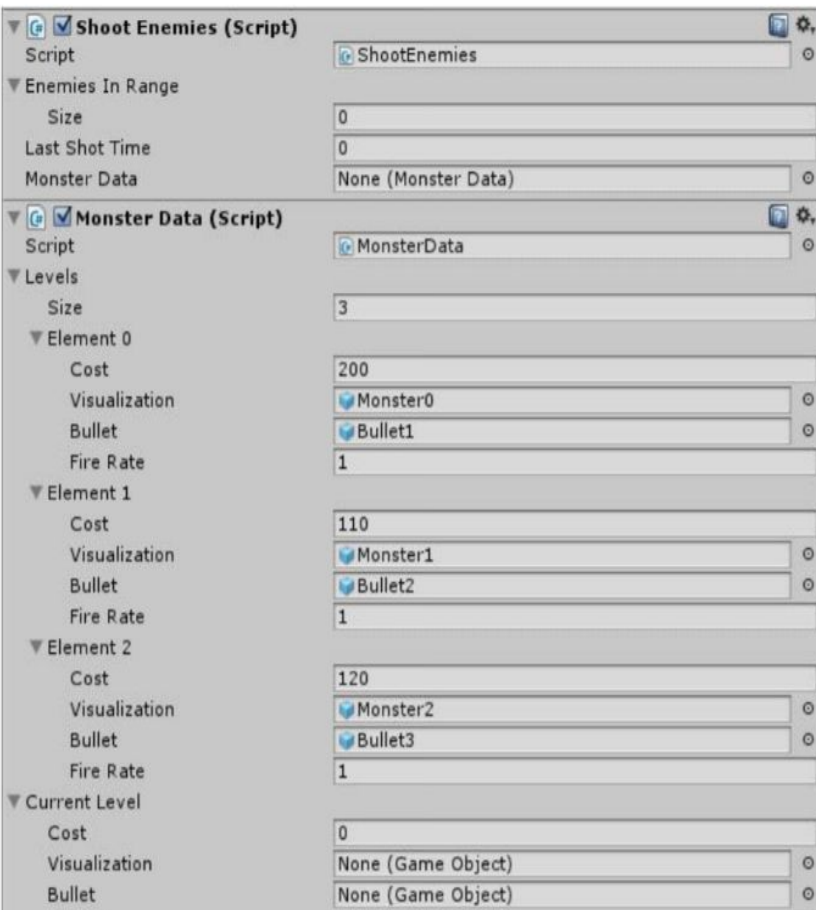 Shoot Enemies (Script)
Script ShootEnemies
Enemies In Range
Size 0
Last Shot Time 0
Monster Data None (Monster Data)
Monster Data (Script)
Script MonsterData
Levels
Size 3
Element 0
Cost 200
Visualization Monster0
Bullet Bullet1
Fire Rate 1
Element 1
Cost 110
Visualization Monster1
Bullet Bullet2
Fire Rate 1
Element 2
Cost 120
Visualization Monster2
Bullet Bullet3
Fire Rate 1
Current Level
Cost 0
Visualization None (Game Object)
Bullet None (Game Object)